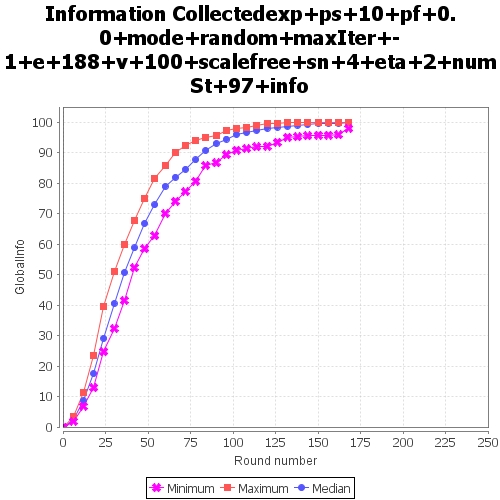 Information Collectedexp+ps+10+pf+0.
0+mode+random+maxIter+-
1+e+188+v+100+scalefree+sn+4+eta+2+num
St+97+info
100
90
80
70
60
50
40
30
20
10
0
GlobalInfo
0 25 50 75 100 125 150 175 200 225 250
Round number
Minimum Maximum Median